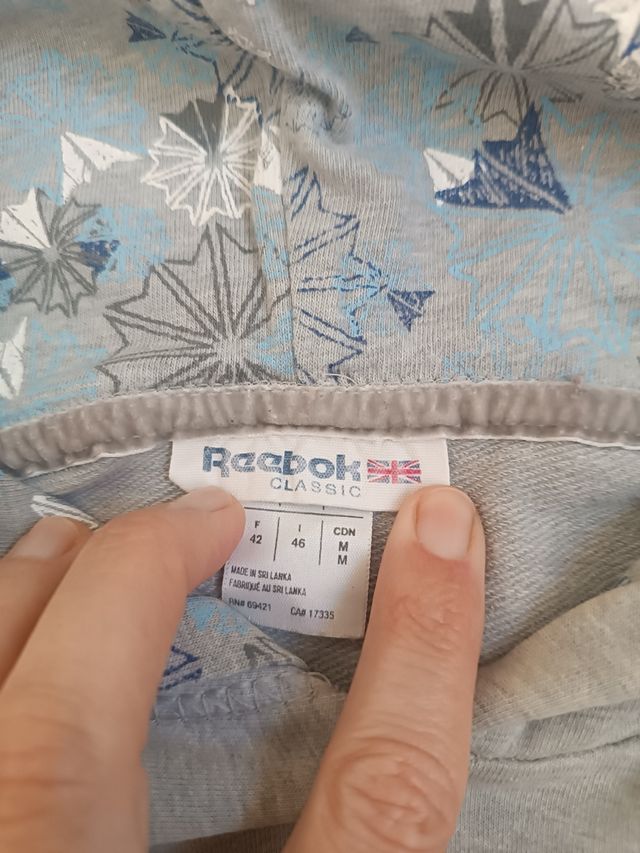 Reebok
CLASSIC
F I CDN
42 46 M
M
MADE IN SRI LANKA
FABRIQUÉ AU SRI LANKA
RN# 69421 CA# 17335